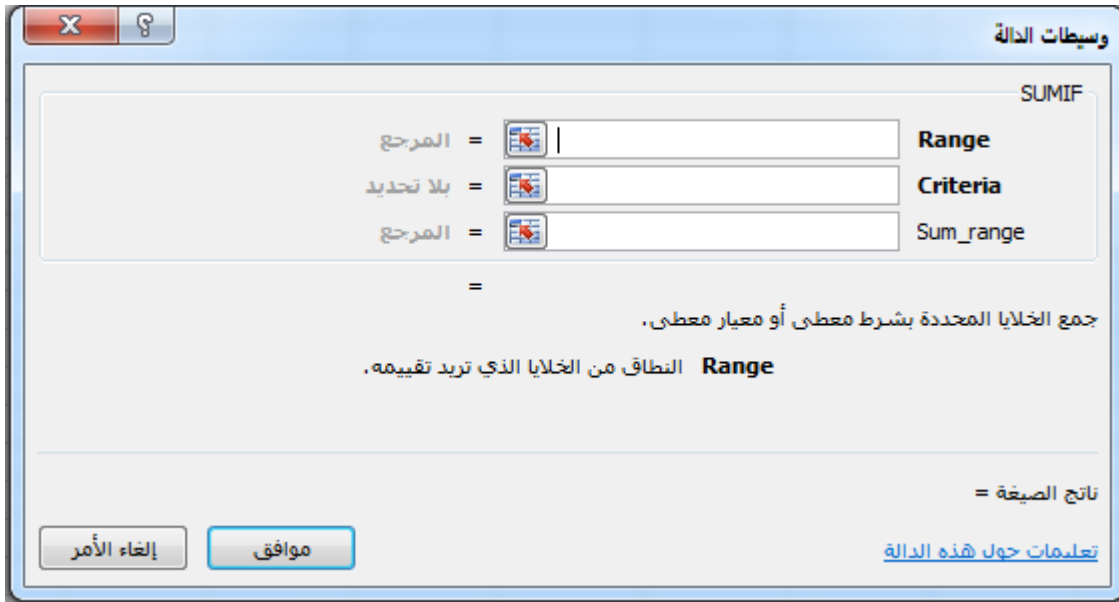 وسيطات الدالة
SUMIF
Range = المرجع
Criteria = بلا تحديد
Sum_range = المرجع
=
جمع الخلايا المحددة بشرط معطى أو معيار معطى.
Range النطاق من الخلايا الذي تريد تقييمه.
ناتج الصيغة =
تعليمات حول هذه الدالة
موافق إلغاء الأمر